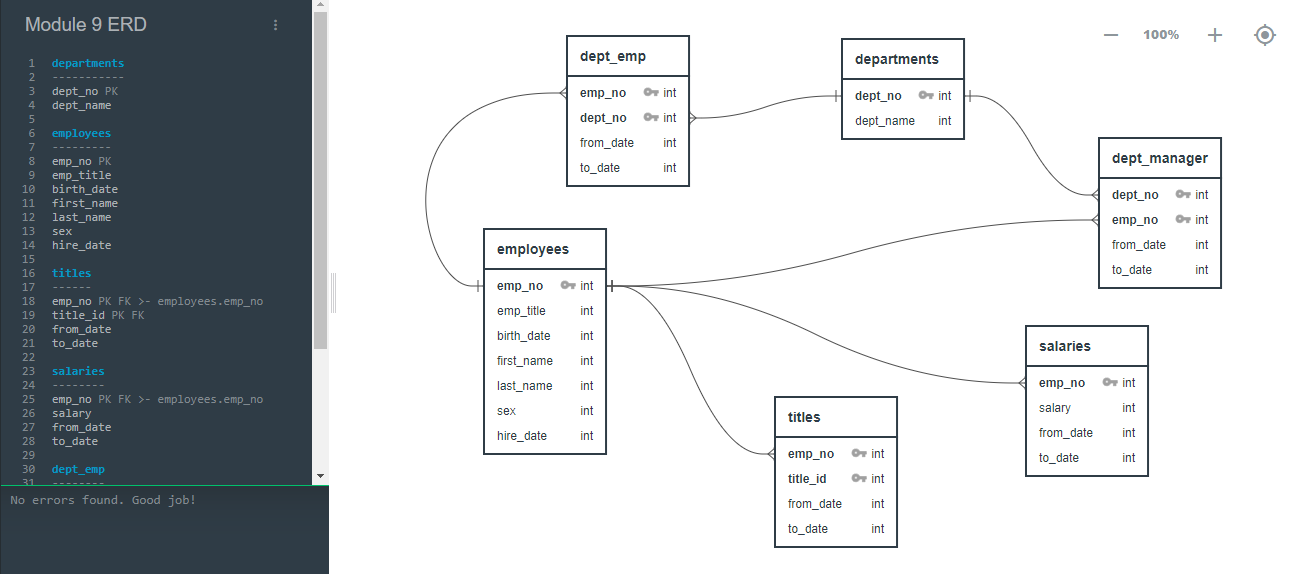 Module 9 ERD
1 departments
2 -----------
3 dept_no PK
4 dept_name
5
6 employees
7 ---------
8 emp_no PK
9 emp_title
10 birth_date
11 first_name
12 last_name
13 sex
14 hire_date
15
16 titles
17 ------
18 emp_no PK FK >- employees.emp_no
19 title_id PK FK
20 from_date
21 to_date
22
23 salaries
24 --------
25 emp_no PK FK >- employees.emp_no
26 salary
27 from_date
28 to_date
29
30 dept_emp
31 --------
No errors found. Good job!
100%
dept_emp
emp_no int
dept_no int
from_date int
to_date int
departments
dept_no int
dept_name int
dept_manager
dept_no int
emp_no int
from_date int
to_date int
employees
emp_no int
emp_title int
birth_date int
first_name int
last_name int
sex int
hire_date int
salaries
emp_no int
salary int
from_date int
to_date int
titles
emp_no int
title_id int
from_date int
to_date int